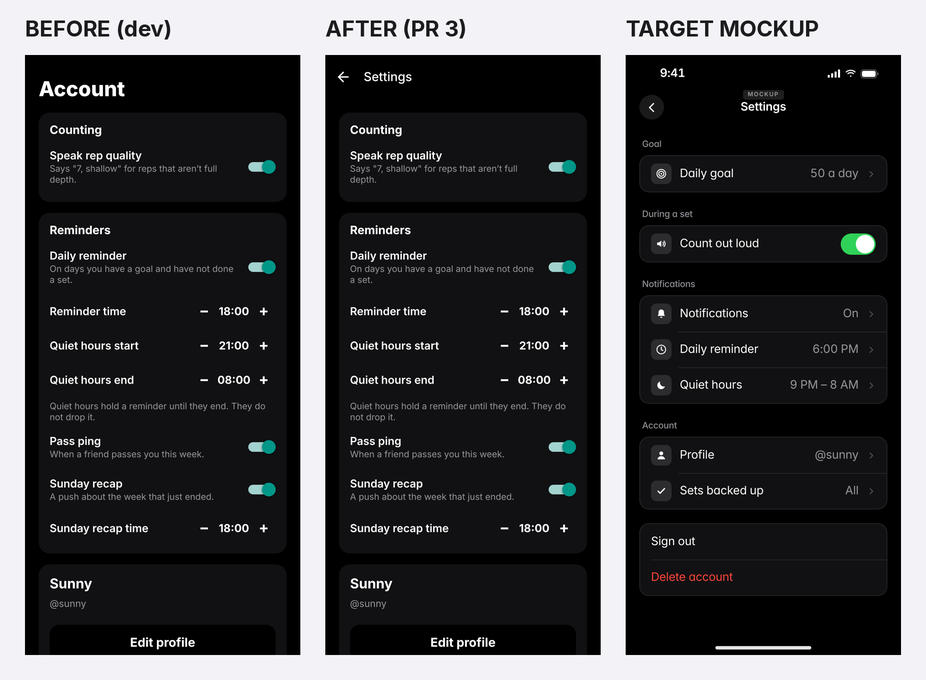 BEFORE (dev)
Account
Counting
Speak rep quality
Says "7, shallow" for reps that aren't full
depth.
Reminders
Daily reminder
On days you have a goal and have not done
a set.
Reminder time − 18:00 +
Quiet hours start − 21:00 +
Quiet hours end − 08:00 +
Quiet hours hold a reminder until they end. They do
not drop it.
Pass ping
When a friend passes you this week.
Sunday recap
A push about the week that just ended.
Sunday recap time − 18:00 +
Sunny
@sunny
Edit profile
AFTER (PR 3)
Settings
Counting
Speak rep quality
Says "7, shallow" for reps that aren't full
depth.
Reminders
Daily reminder
On days you have a goal and have not done
a set.
Reminder time − 18:00 +
Quiet hours start − 21:00 +
Quiet hours end − 08:00 +
Quiet hours hold a reminder until they end. They do
not drop it.
Pass ping
When a friend passes you this week.
Sunday recap
A push about the week that just ended.
Sunday recap time − 18:00 +
Sunny
@sunny
Edit profile
TARGET MOCKUP
9:41
MOCKUP
Settings
Goal
Daily goal 50 a day
During a set
Count out loud
Notifications
Notifications On
Daily reminder 6:00 PM
Quiet hours 9 PM – 8 AM
Account
Profile @sunny
Sets backed up All
Sign out
Delete account